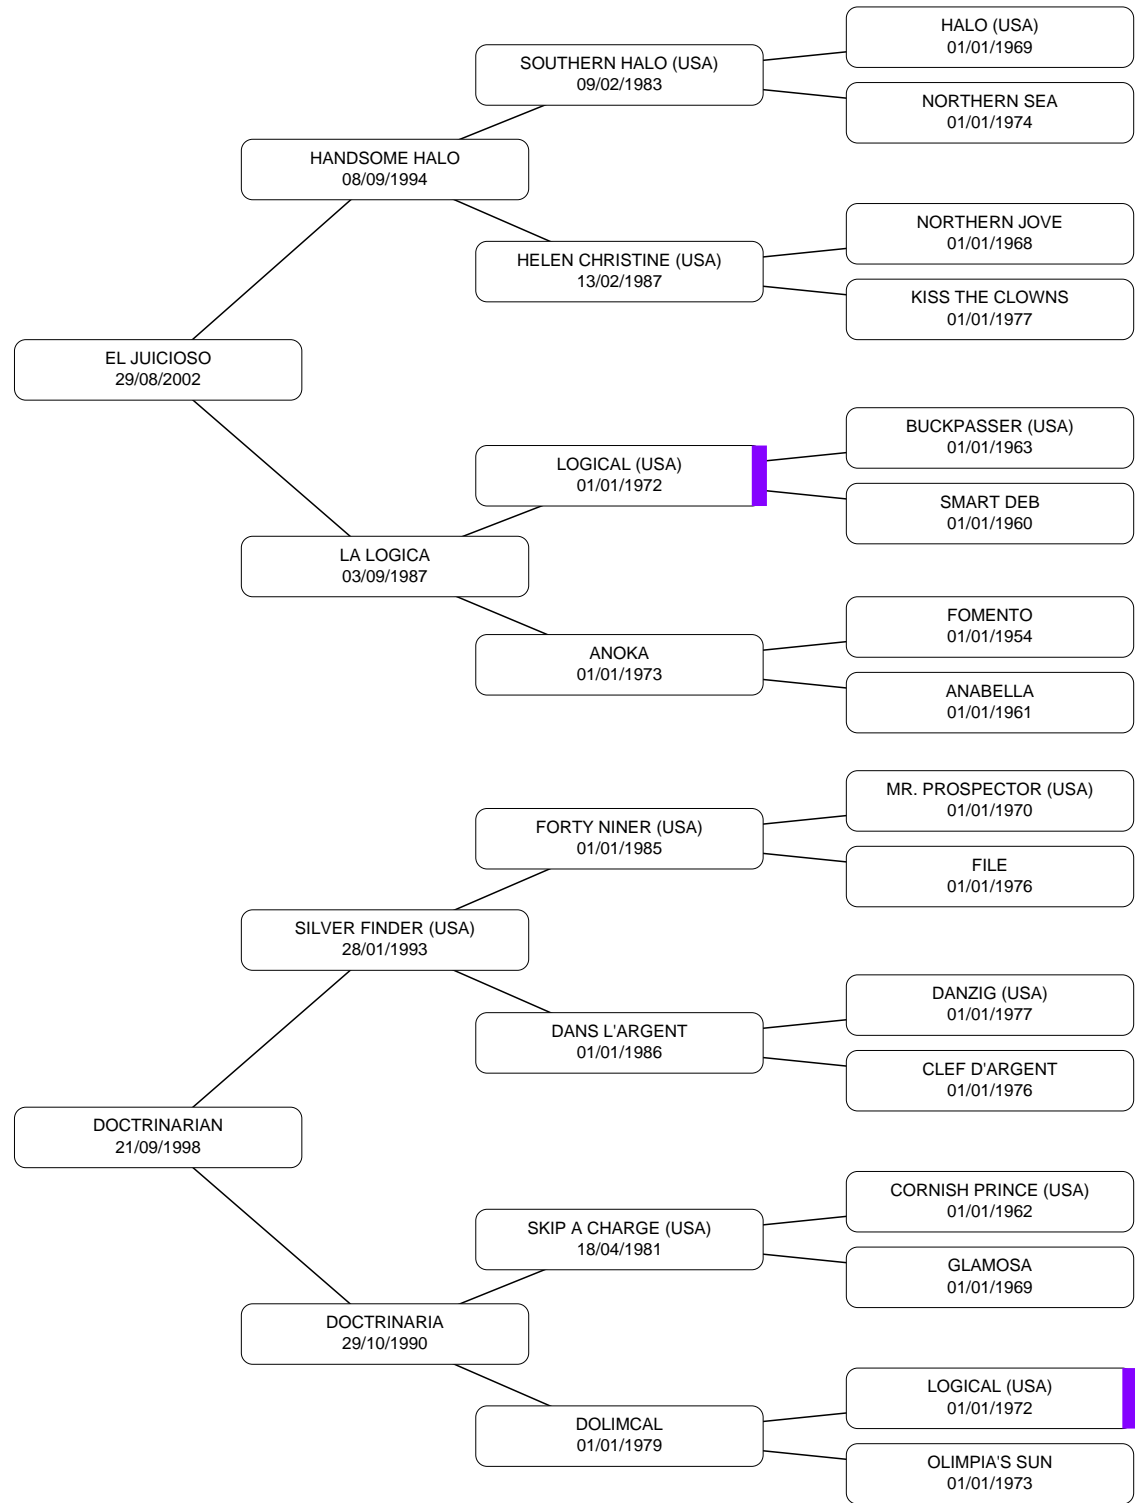 HALO (USA)
01/01/1969
SOUTHERN HALO (USA)
09/02/1983
NORTHERN SEA
01/01/1974
HANDSOME HALO
08/09/1994
NORTHERN JOVE
01/01/1968
HELEN CHRISTINE (USA)
13/02/1987
KISS THE CLOWNS
01/01/1977
EL JUICIOSO
29/08/2002
BUCKPASSER (USA)
01/01/1963
LOGICAL (USA)
01/01/1972
SMART DEB
01/01/1960
LA LOGICA
03/09/1987
FOMENTO
01/01/1954
ANOKA
01/01/1973
ANABELLA
01/01/1961
MR. PROSPECTOR (USA)
01/01/1970
FORTY NINER (USA)
01/01/1985
FILE
01/01/1976
SILVER FINDER (USA)
28/01/1993
DANZIG (USA)
01/01/1977
DANS L'ARGENT
01/01/1986
CLEF D'ARGENT
01/01/1976
DOCTRINARIAN
21/09/1998
CORNISH PRINCE (USA)
01/01/1962
SKIP A CHARGE (USA)
18/04/1981
GLAMOSA
01/01/1969
DOCTRINARIA
29/10/1990
LOGICAL (USA)
01/01/1972
DOLIMCAL
01/01/1979
OLIMPIA'S SUN
01/01/1973